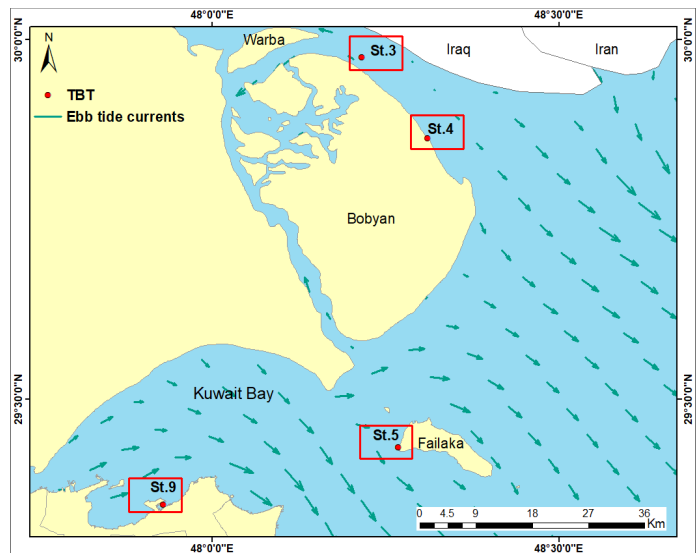 48°0'0"E
48°30'0"E
30°0'0"N
30°0'0"N
N
Warba
St.3
Iraq
Iran
TBT
Ebb tide currents
St.4
Bobyan
Kuwait Bay
29°30'0"N
29°30'0"N
St.5
Failaka
St.9
0 4.5 9 18 27 36
Km
48°0'0"E
48°30'0"E